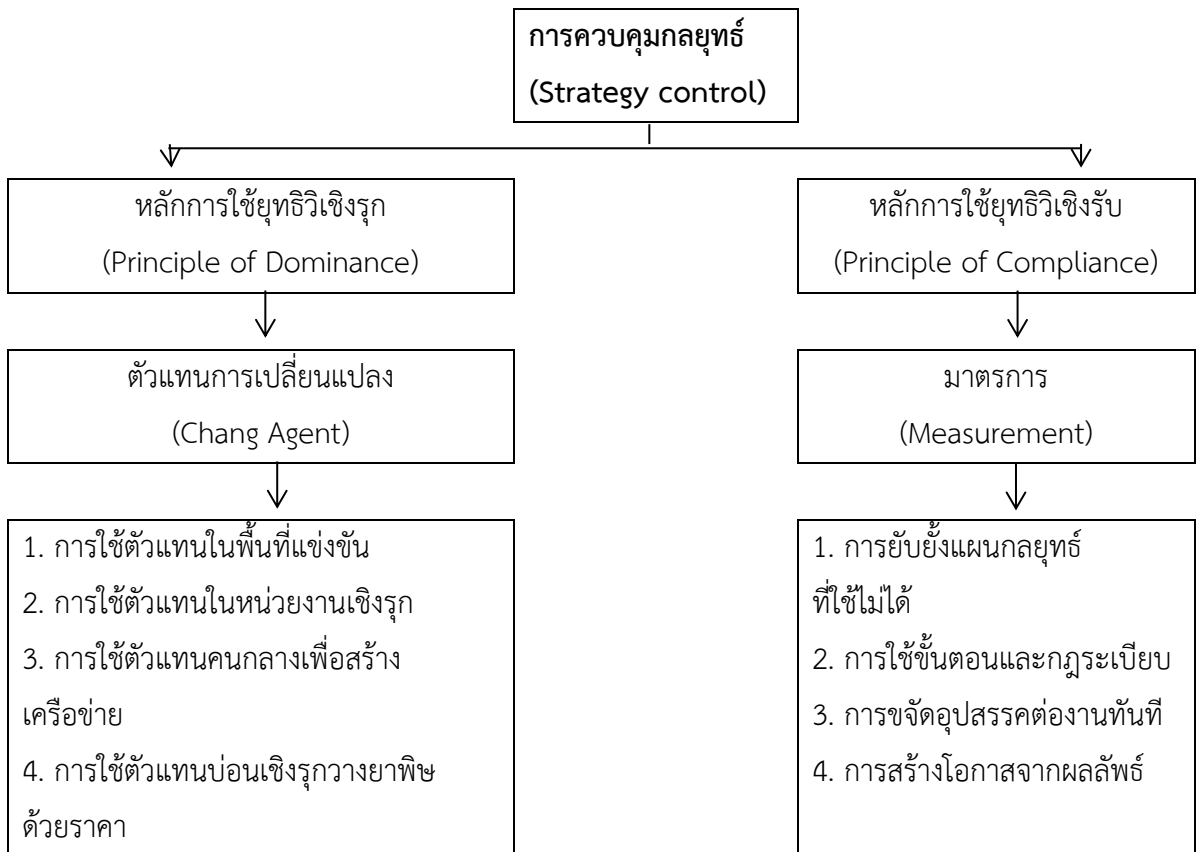 การควบคุมกลยุทธ์
(Strategy control)
หลักการใช้ยุทธิวิเชิงรุก
(Principle of Dominance)
หลักการใช้ยุทธิวิเชิงรับ
(Principle of Compliance)
ตัวแทนการเปลี่ยนแปลง
(Chang Agent)
มาตรการ
(Measurement)
1. การใช้ตัวแทนในพื้นที่แข่งขัน
2. การใช้ตัวแทนในหน่วยงานเชิงรุก
3. การใช้ตัวแทนคนกลางเพื่อสร้าง
เครือข่าย
4. การใช้ตัวแทนบ่อนเชิงรุกวางยาพิษ
ด้วยราคา
1. การยับยั้งแผนกลยุทธ์
ที่ใช้ไม่ได้
2. การใช้ขั้นตอนและกฎระเบียบ
3. การขจัดอุปสรรคต่องานทันที
4. การสร้างโอกาสจากผลลัพธ์